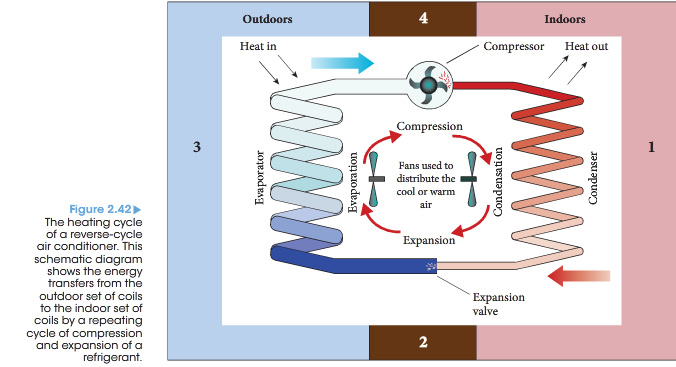 Outdoors
4
Indoors
Heat in
Compressor
Heat out
Compression
3
1
Evaporator
Evaporation
Fans used to
distribute the
cool or warm
air
Condensation
Condenser
Expansion
Expansion
valve
2
Figure 2.42
The heating cycle
of a reverse-cycle
air conditioner. This
schematic diagram
shows the energy
transfers from the
outdoor set of coils
to the indoor set of
coils by a repeating
cycle of compression
and expansion of a
refrigerant.